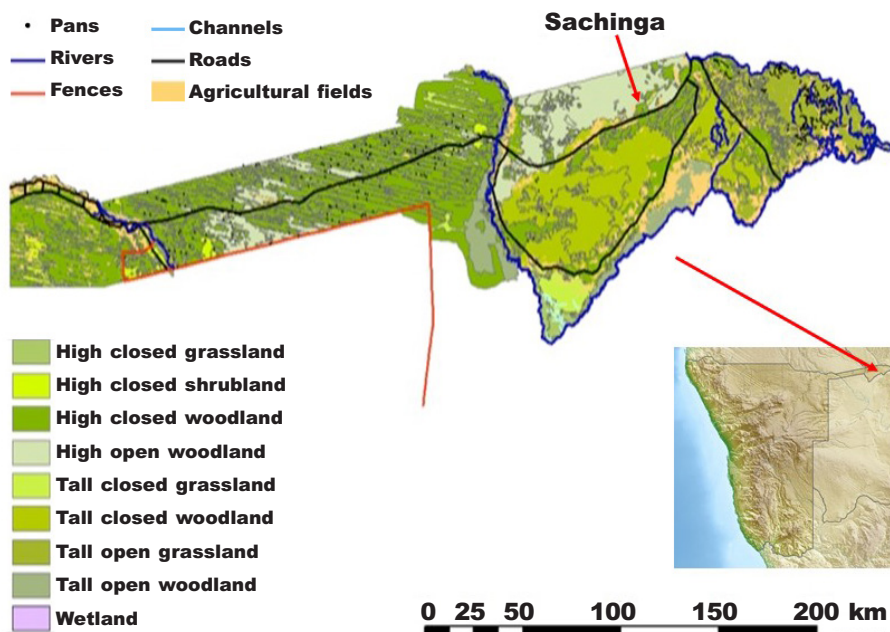 Sachinga
Pans
Channels
Rivers
Roads
Fences
Agricultural fields
High closed grassland
High closed shrubland
High closed woodland
High open woodland
Tall closed grassland
Tall closed woodland
Tall open grassland
Tall open woodland
Wetland
0 25 50 100 150 200 km